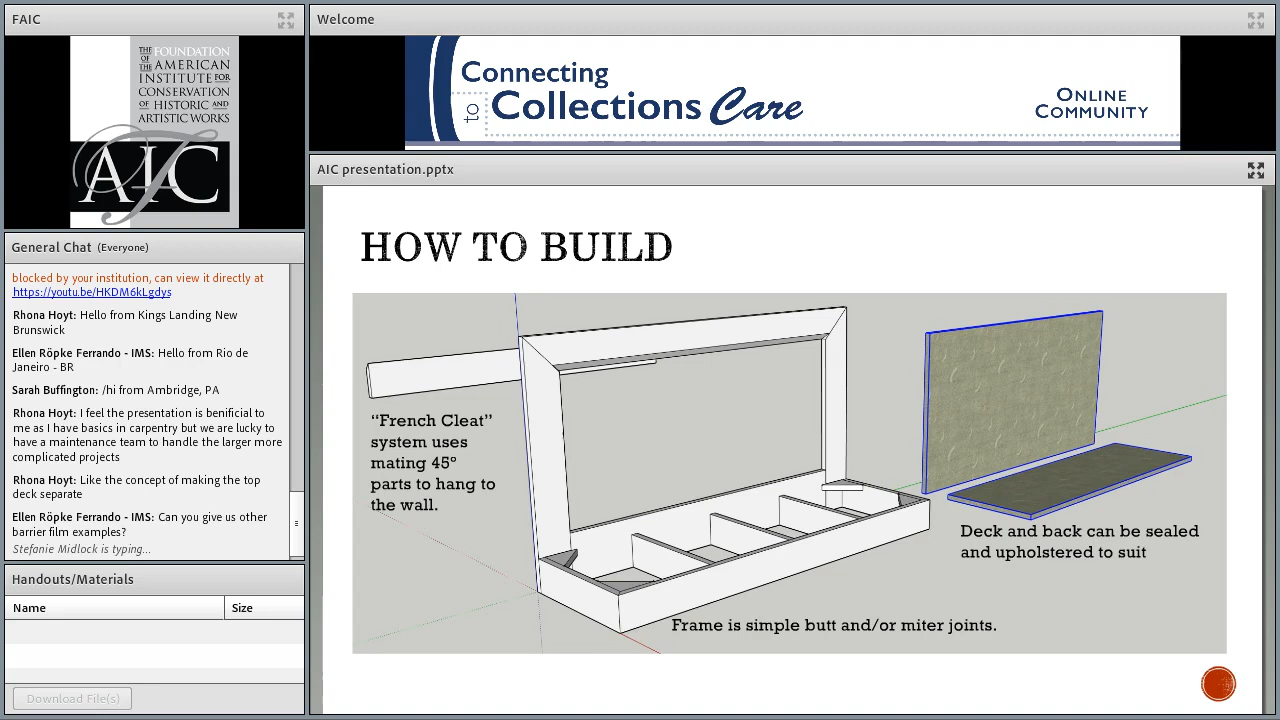 FAIC
THE FOUNDATION
OF THE AMERICAN
INSTITUTE FOR
CONSERVATION
OF HISTORIC AND
ARTISTIC WORKS
FAIC
General Chat (Everyone)
blocked by your institution, can view it directly at
https://youtu.be/HKDM6kLgdys
Rhona Hoyt: Hello from Kings Landing New
Brunswick
Ellen Röpke Ferrando - IMS: Hello from Rio de
Janeiro - BR
Sarah Buffington: /hi from Ambridge, PA
Rhona Hoyt: I feel the presentation is benificial to
me as I have basics in carpentry but we are lucky to
have a maintenance team to handle the larger more
complicated projects
Rhona Hoyt: Like the concept of making the top
deck separate
Ellen Röpke Ferrando - IMS: Can you give us other
barrier film examples?
Stefanie Midlock is typing...
Handouts/Materials
Name Size
Download File(s)
Welcome
Connecting
to Collections Care
ONLINE
COMMUNITY
AIC presentation.pptx
HOW TO BUILD
“French Cleat”
system uses
mating 45°
parts to hang to
the wall.
Deck and back can be sealed
and upholstered to suit
Frame is simple butt and/or miter joints.